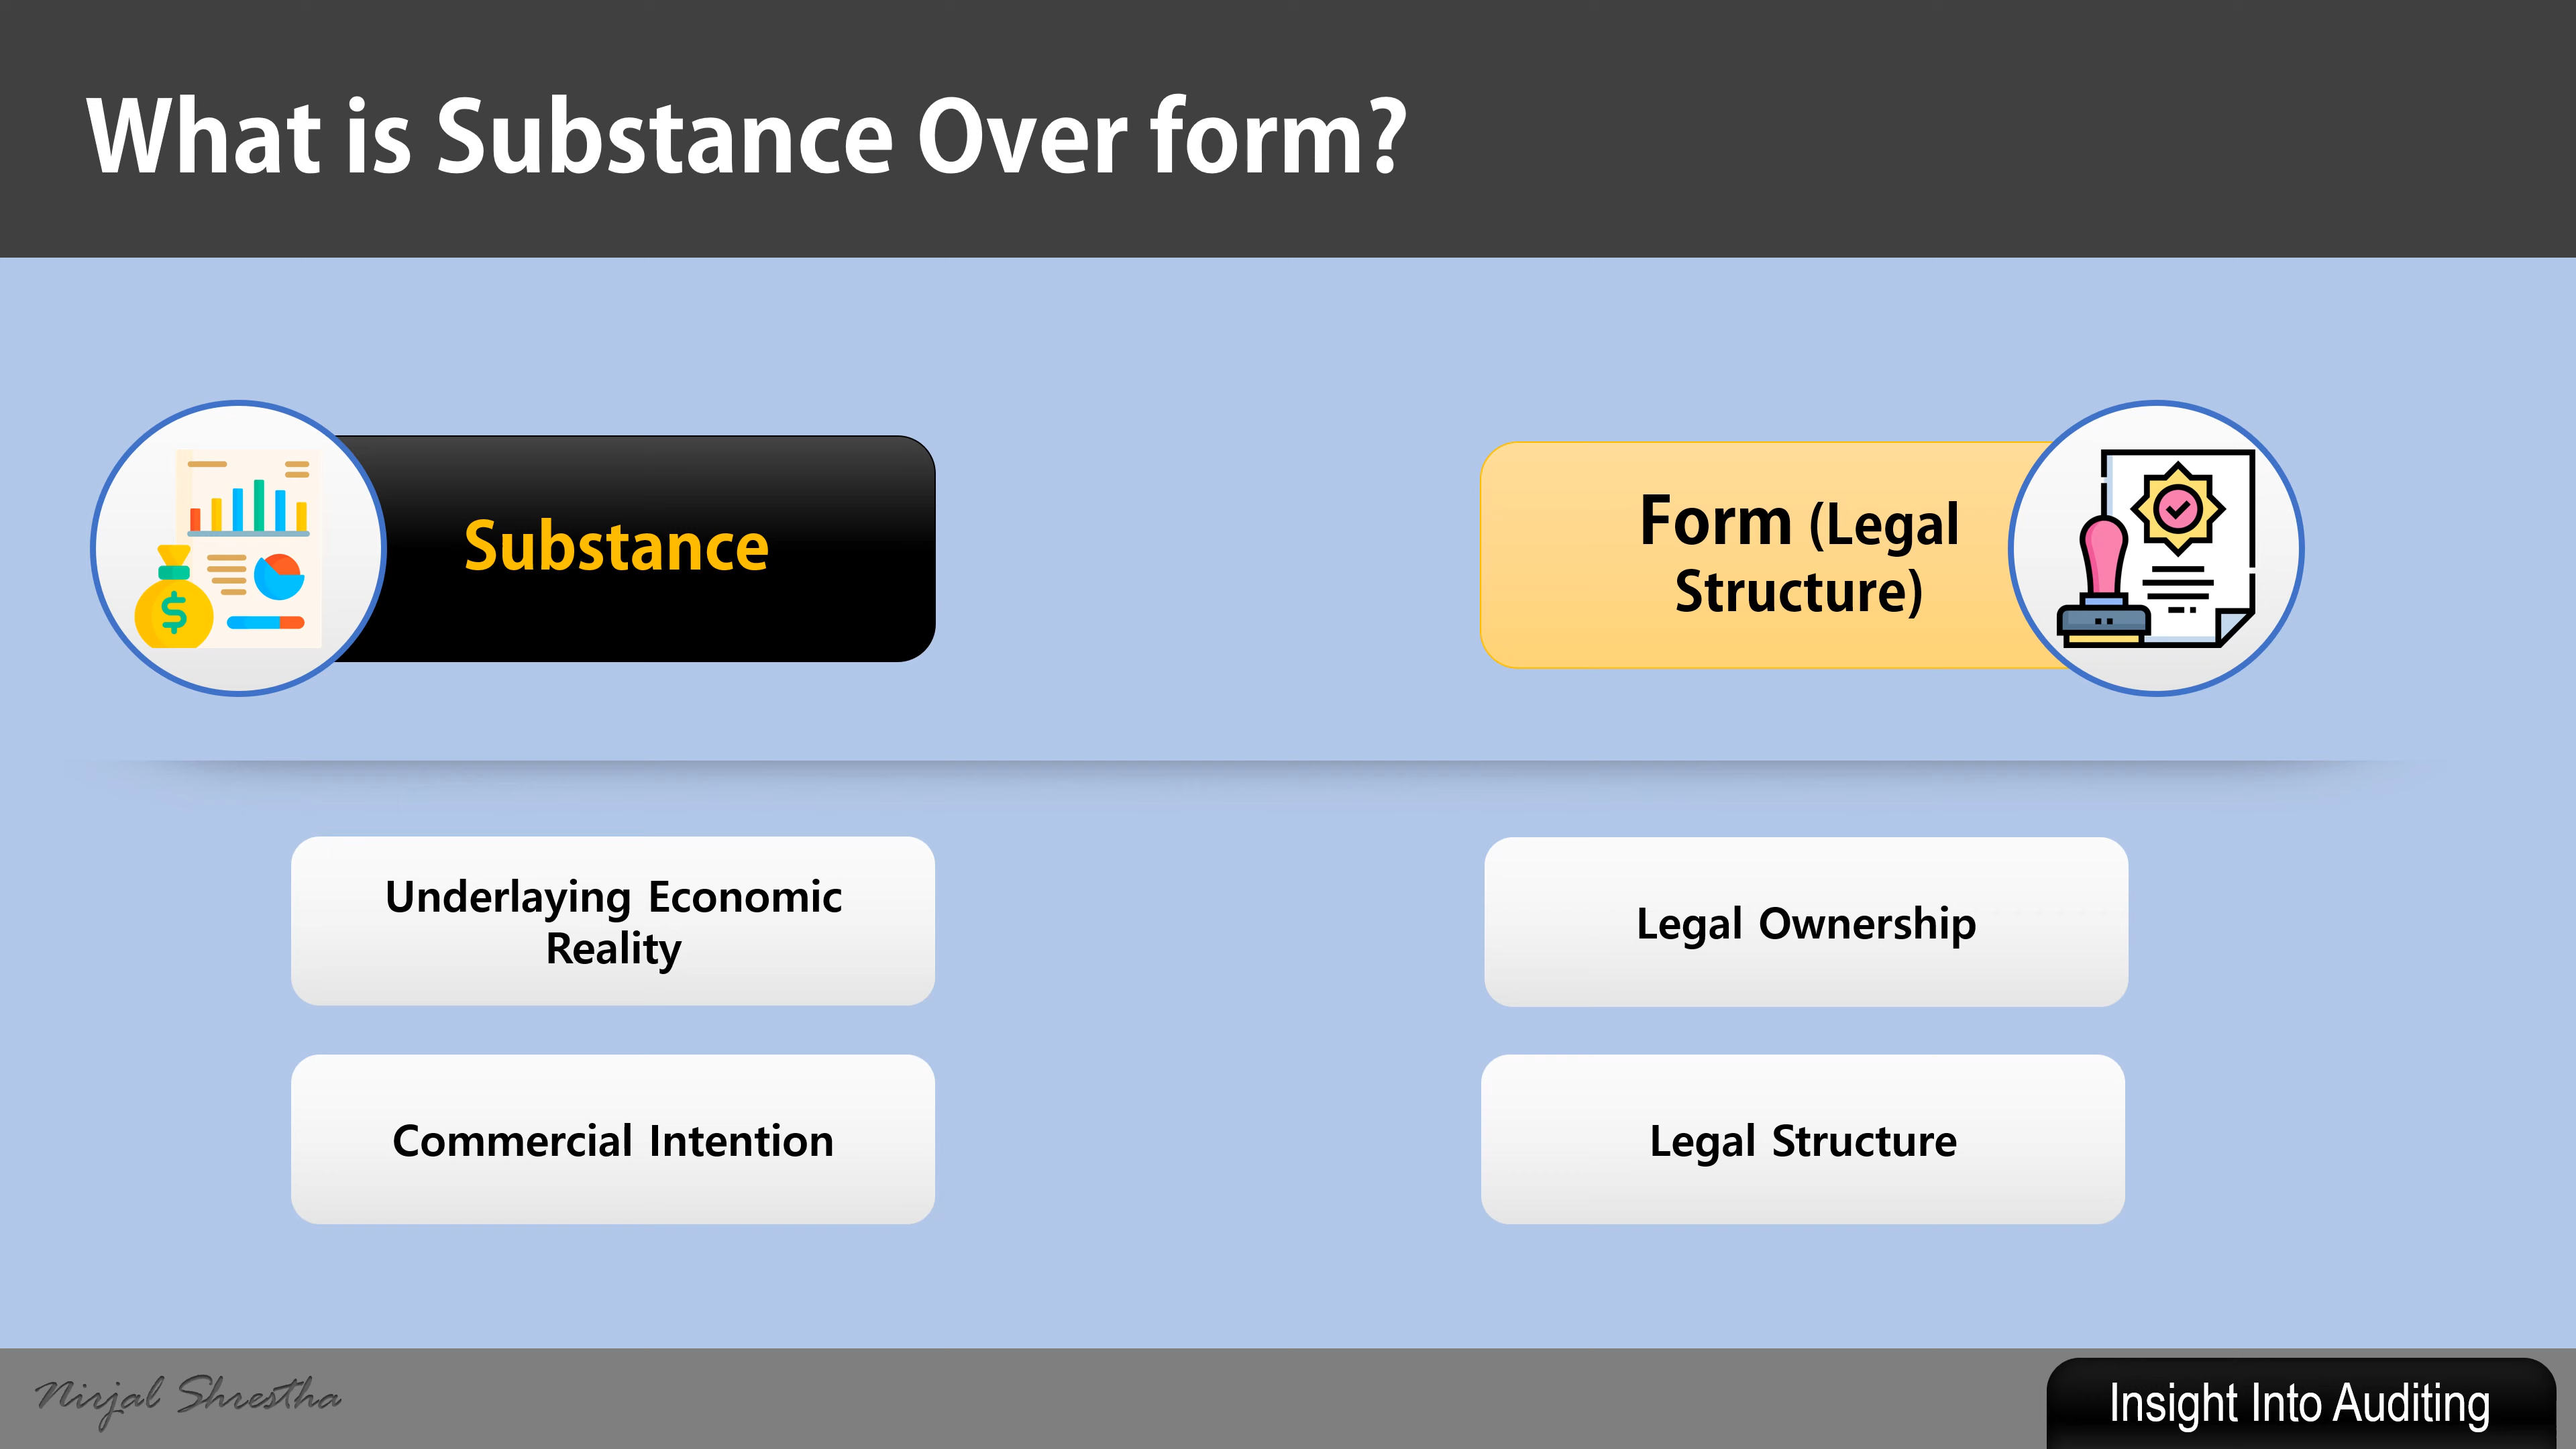 What is Substance Over form?
Substance
Form (Legal
Structure)
Underlaying Economic
Reality
Legal Ownership
Commercial Intention
Legal Structure
Nirjal Shrestha
Insight Into Auditing